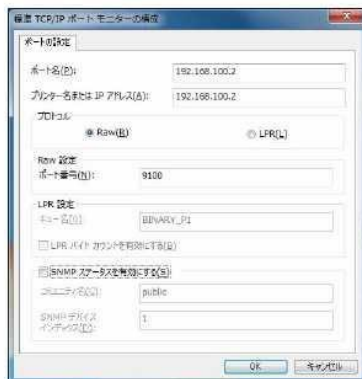 標準 TCP/IP ポート モニターの構成
ポートの設定
ポート名(P): 192.168.100.2
プリンター名または IP アドレス(A): 192.168.100.2
プロトコル
Raw(R) LPR(L)
Raw 設定
ポート番号(N): 9100
LPR 設定
キュー名(Q): BINARY_P1
LPR バイト カウントを有効にする(B)
SNMP ステータスを有効にする(S)
コミュニティ名(C): public
SNMP デバイス 1
インデックス(D):
OK キャンセル